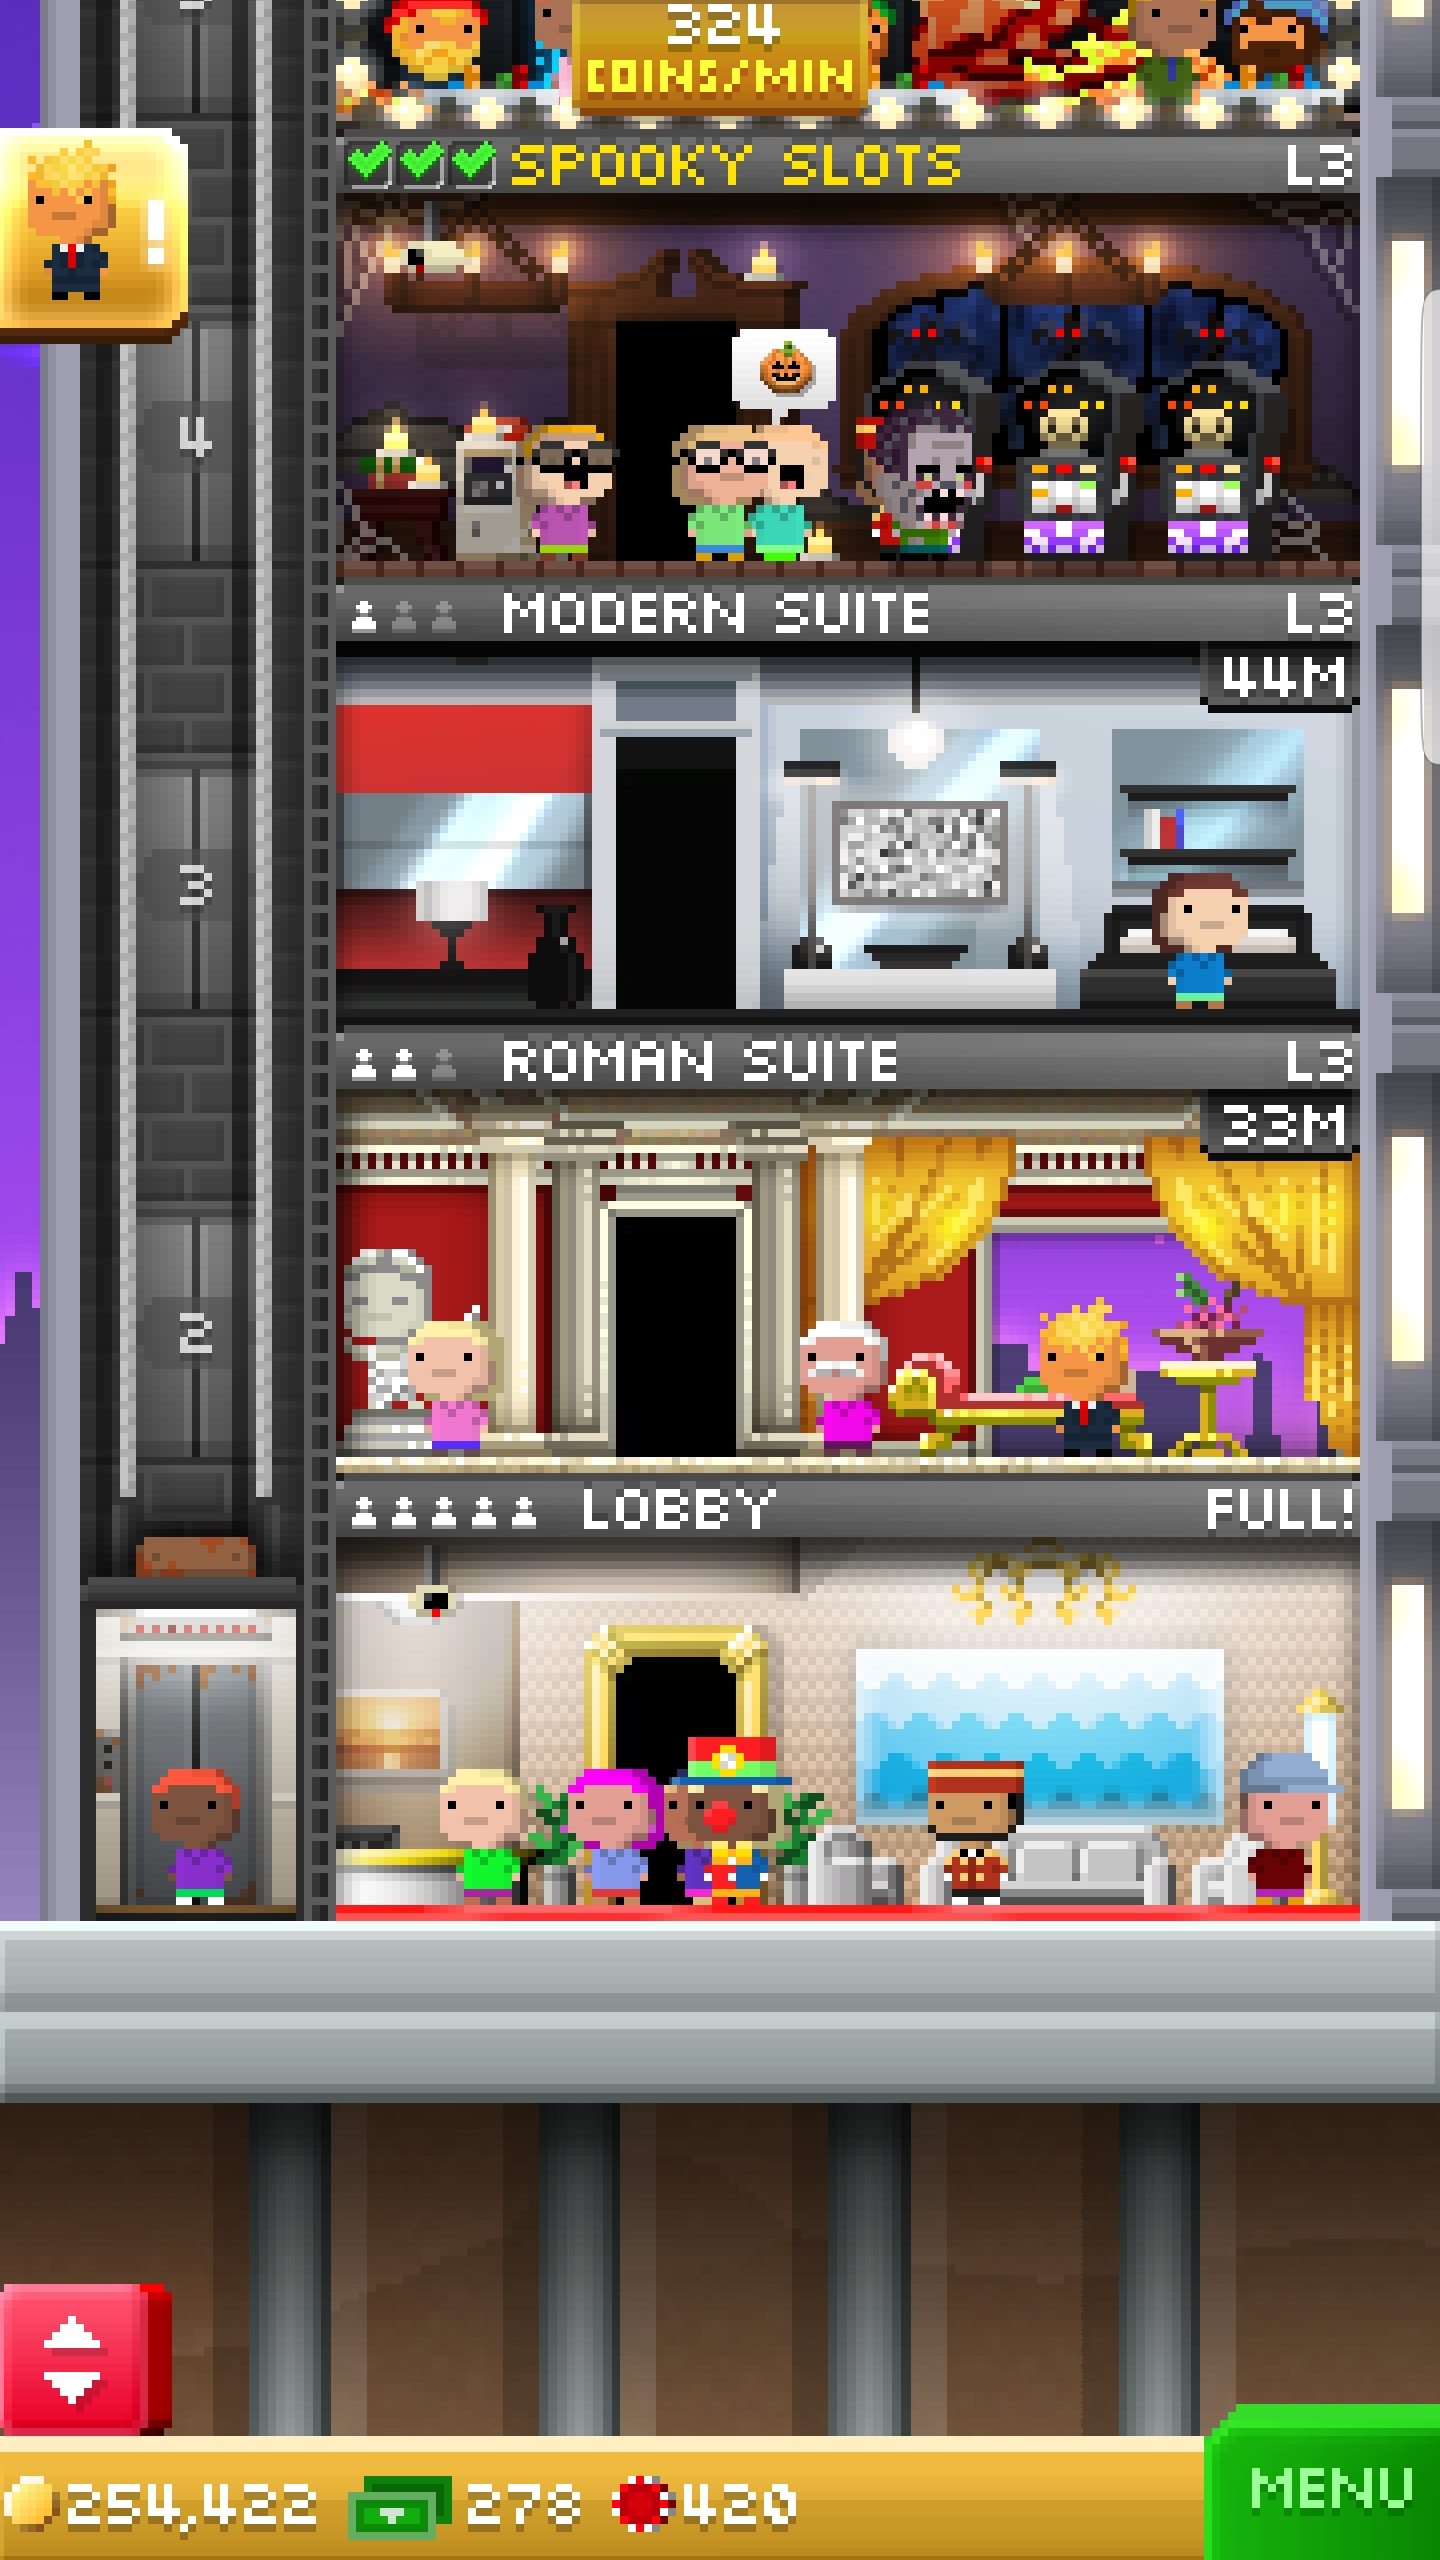 324
COINS/MIN
SPOOKY SLOTS L3
4
!
MODERN SUITE L3
44M
3
ROMAN SUITE L3
33M
2
LOBBY FULL!
MENU
254,422 278 420